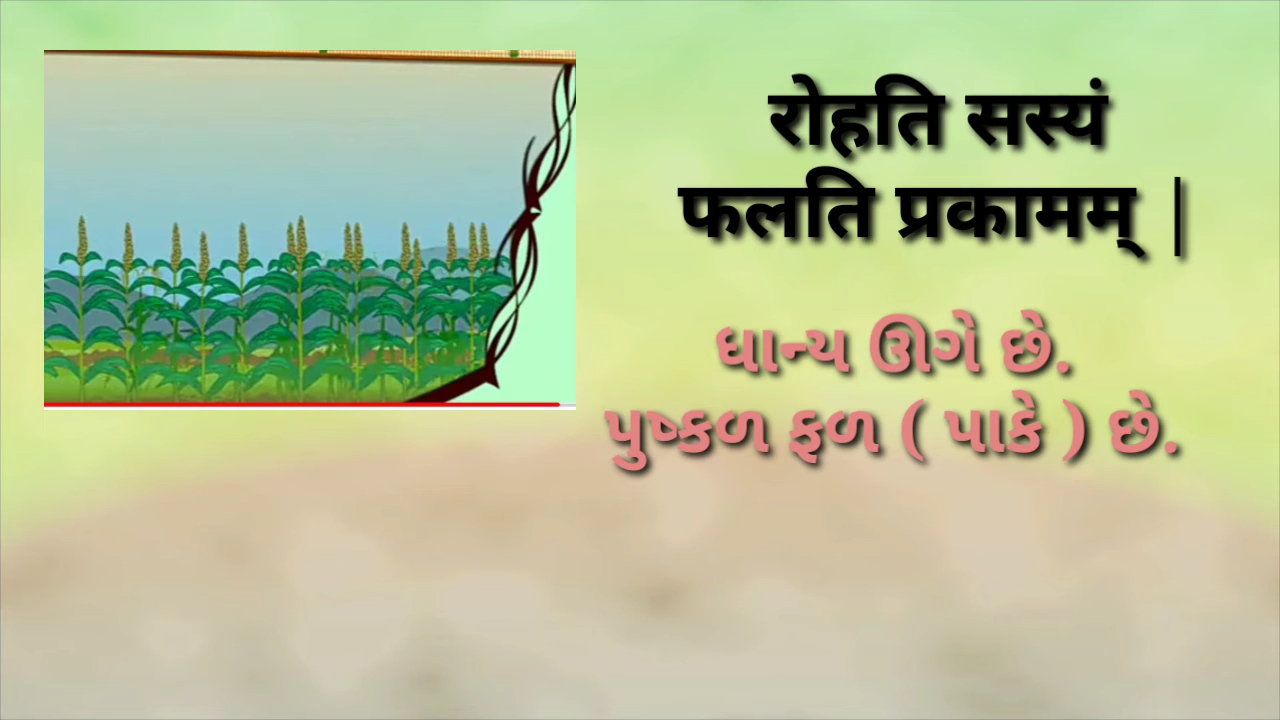 रोहति सस्यं
फलति प्रकामम् |
ધાન્ય ઊગે છે.
પુષ્કળ ફળ ( પાકે ) છે.